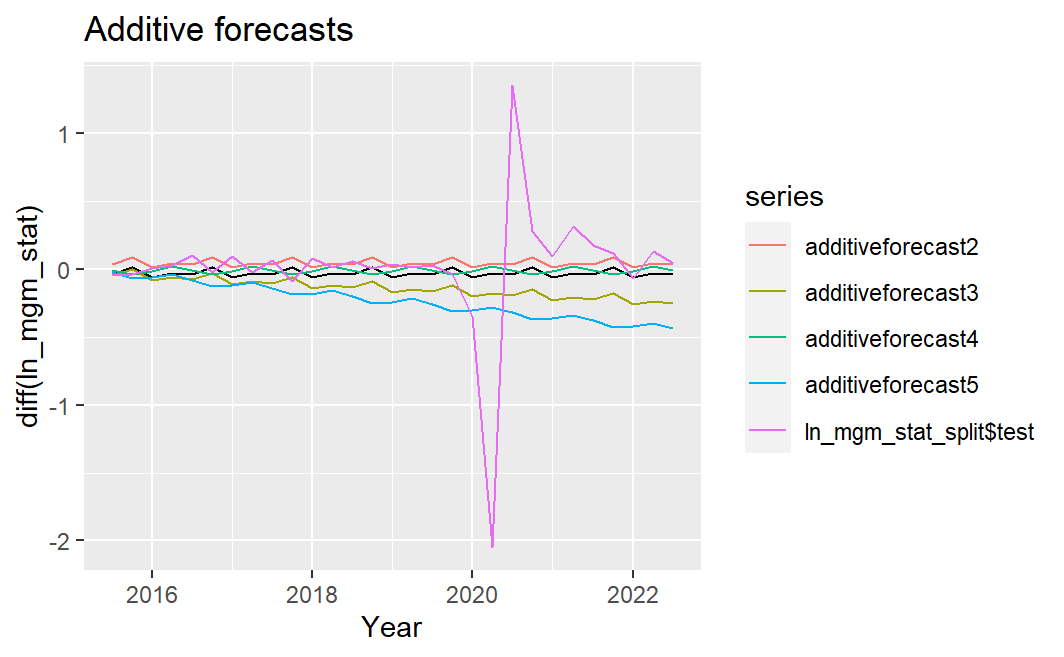 Additive forecasts
diff(ln_mgm_stat)
1
0
-1
-2
2016
2018
2020
2022
Year
series
additiveforecast2
additiveforecast3
additiveforecast4
additiveforecast5
ln_mgm_stat_split$test